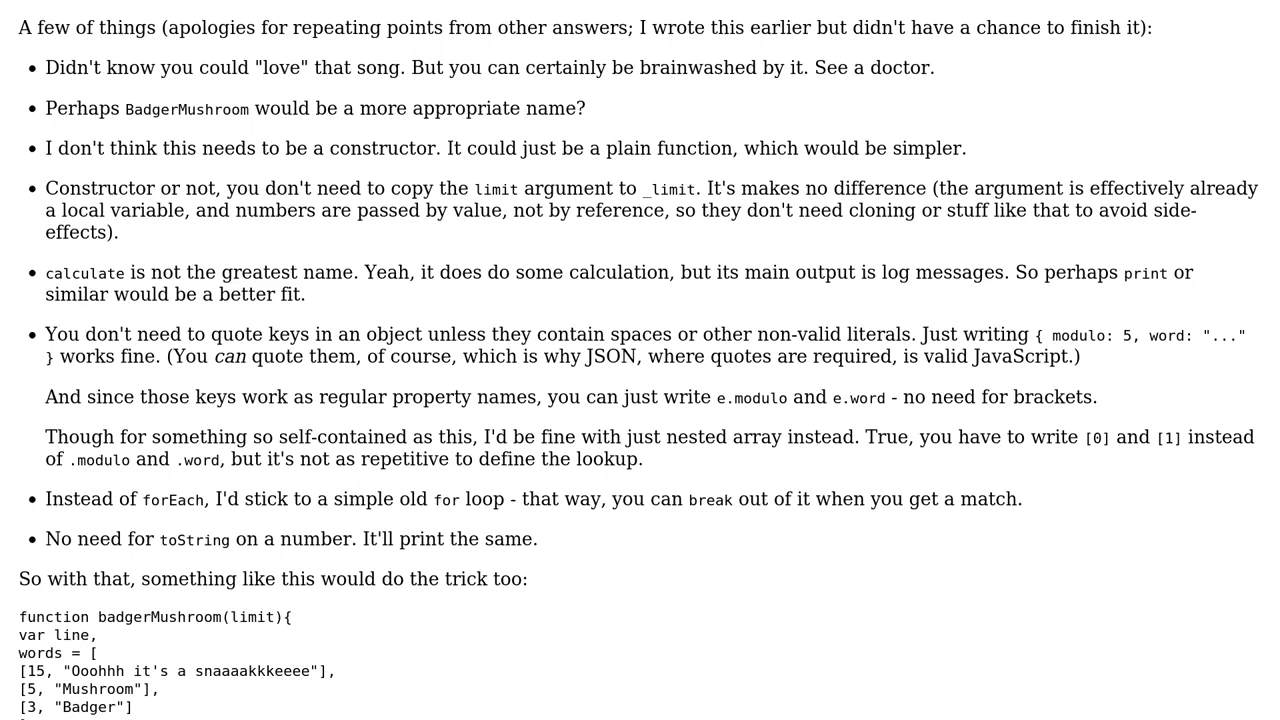 A few of things (apologies for repeating points from other answers; I wrote this earlier but didn't have a chance to finish it):
Didn't know you could "love" that song. But you can certainly be brainwashed by it. See a doctor.
Perhaps BadgerMushroom would be a more appropriate name?
I don't think this needs to be a constructor. It could just be a plain function, which would be simpler.
Constructor or not, you don't need to copy the limit argument to _limit. It's makes no difference (the argument is effectively already
a local variable, and numbers are passed by value, not by reference, so they don't need cloning or stuff like that to avoid side-
effects).
calculate is not the greatest name. Yeah, it does do some calculation, but its main output is log messages. So perhaps print or
similar would be a better fit.
You don't need to quote keys in an object unless they contain spaces or other non-valid literals. Just writing { modulo: 5, word: "..."
} works fine. (You can quote them, of course, which is why JSON, where quotes are required, is valid JavaScript.)
And since those keys work as regular property names, you can just write e.modulo and e.word - no need for brackets.
Though for something so self-contained as this, I'd be fine with just nested array instead. True, you have to write [0] and [1] instead
of .modulo and .word, but it's not as repetitive to define the lookup.
Instead of forEach, I'd stick to a simple old for loop - that way, you can break out of it when you get a match.
No need for toString on a number. It'll print the same.
So with that, something like this would do the trick too:
function badgerMushroom(limit){
var line,
words = [
[15, "Ooohhh it's a snaaaakkkeeee"],
[5, "Mushroom"],
[3, "Badger"]